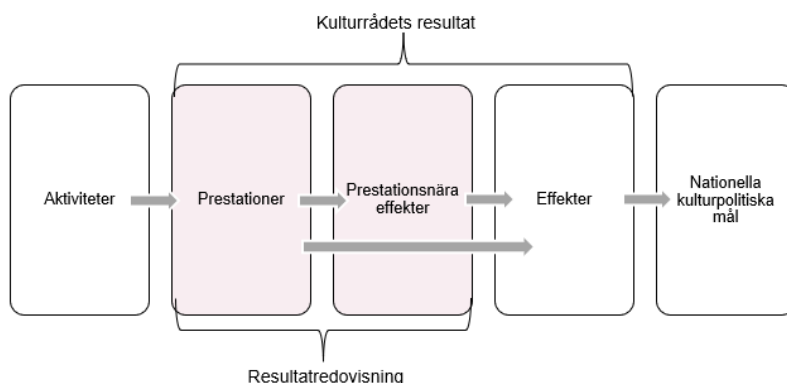 Kulturrådets resultat
Aktiviteter
Prestationer
Prestationsnära
effekter
Effekter
Nationella
kulturpolitiska
mål
Resultatredovisning